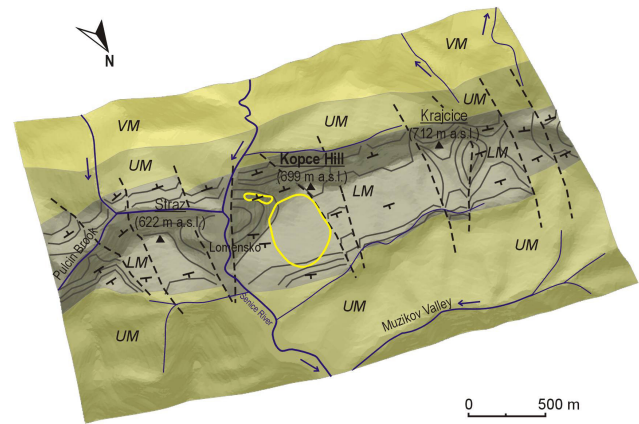 N
VM
VM
UM
UM
UM
Krajcice
(712 m a.s.l.)
Kopce Hill
(699 m a.s.l.)
LM
LM
Straz
(622 m a.s.l.)
Pulcin Brook
Lomensko
LM
Senice River
UM
UM
UM
Muzikov Valley
0 500 m